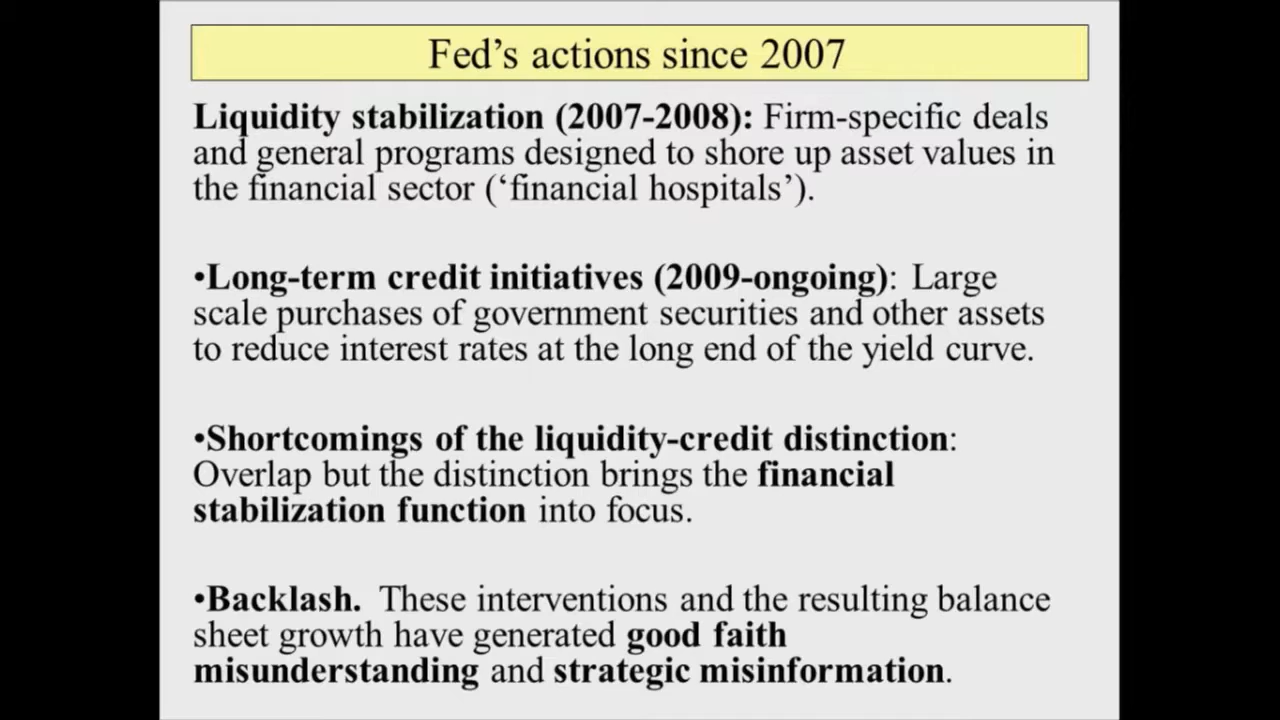 Fed's actions since 2007
Liquidity stabilization (2007-2008): Firm-specific deals
and general programs designed to shore up asset values in
the financial sector (‘financial hospitals’).
•Long-term credit initiatives (2009-ongoing): Large
scale purchases of government securities and other assets
to reduce interest rates at the long end of the yield curve.
•Shortcomings of the liquidity-credit distinction:
Overlap but the distinction brings the financial
stabilization function into focus.
•Backlash. These interventions and the resulting balance
sheet growth have generated good faith
misunderstanding and strategic misinformation.